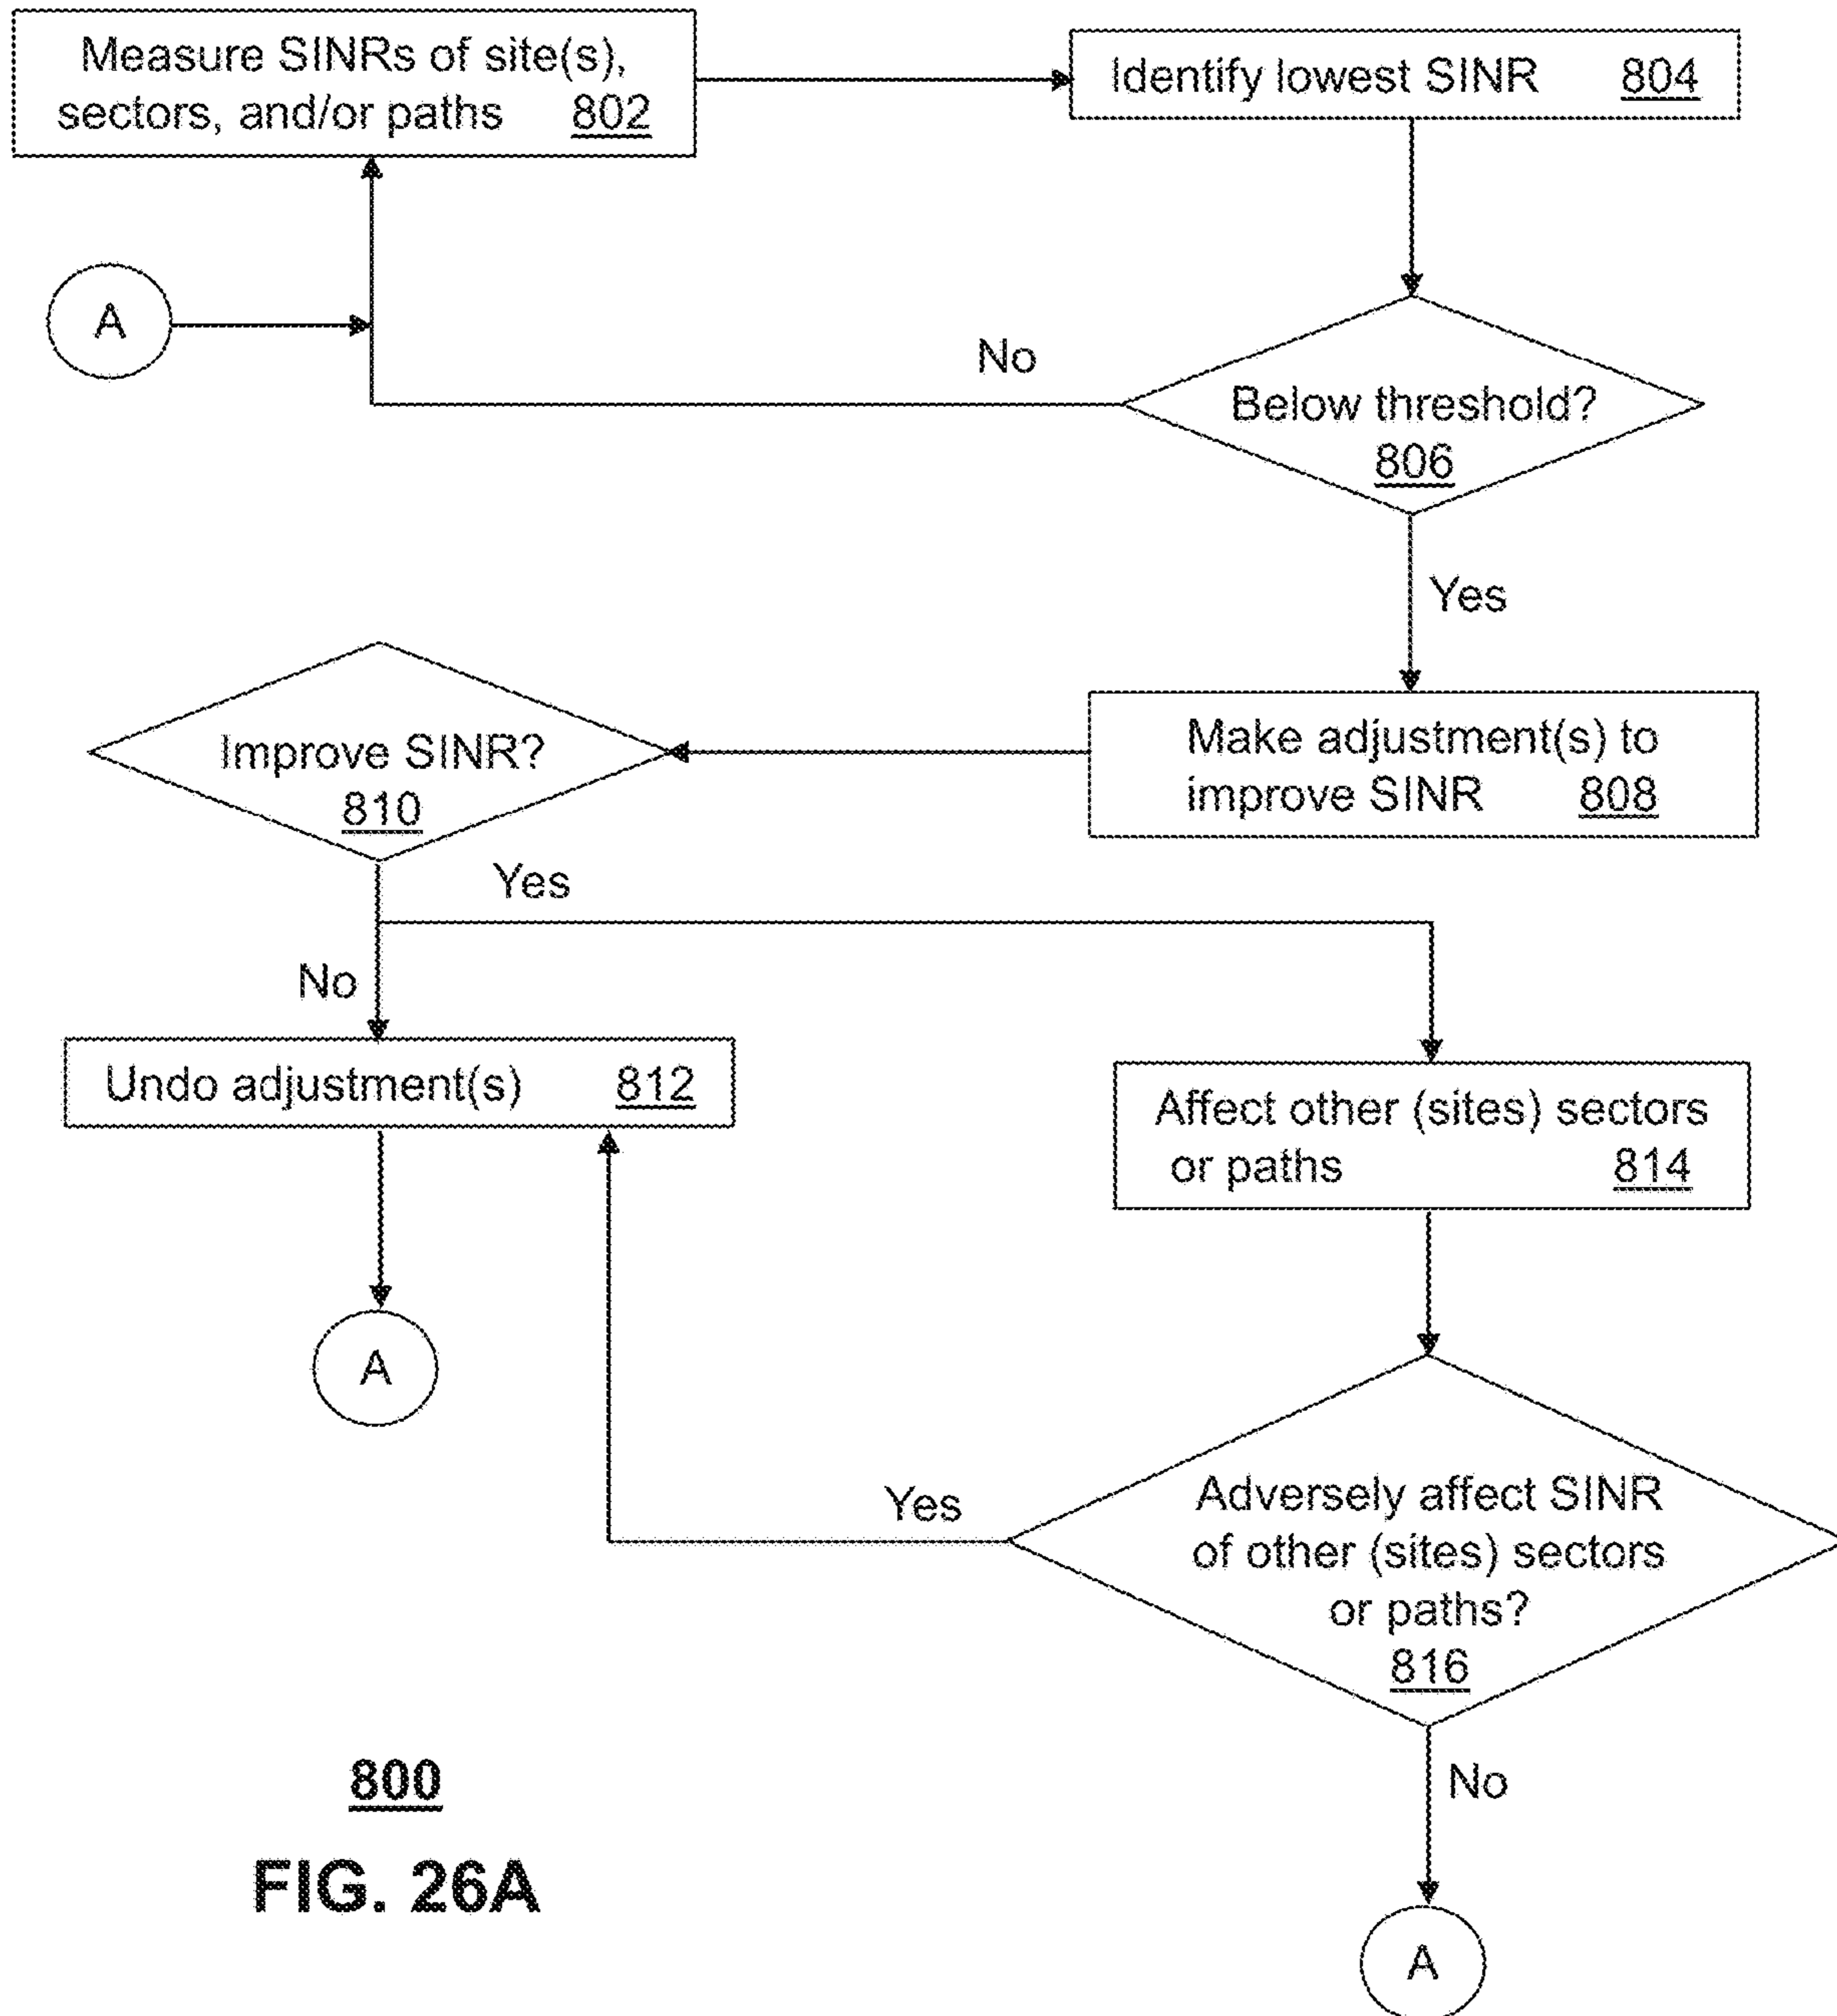 Measure SINRs of site(s),
sectors, and/or paths 802
Identify lowest SINR 804
A
No
Below threshold?
806
Yes
Improve SINR?
810
Make adjustment(s) to
improve SINR 808
Yes
No
Undo adjustment(s) 812
Affect other (sites) sectors
or paths 814
A
Yes
Adversely affect SINR
of other (sites) sectors
or paths?
816
No
800
FIG. 26A
A